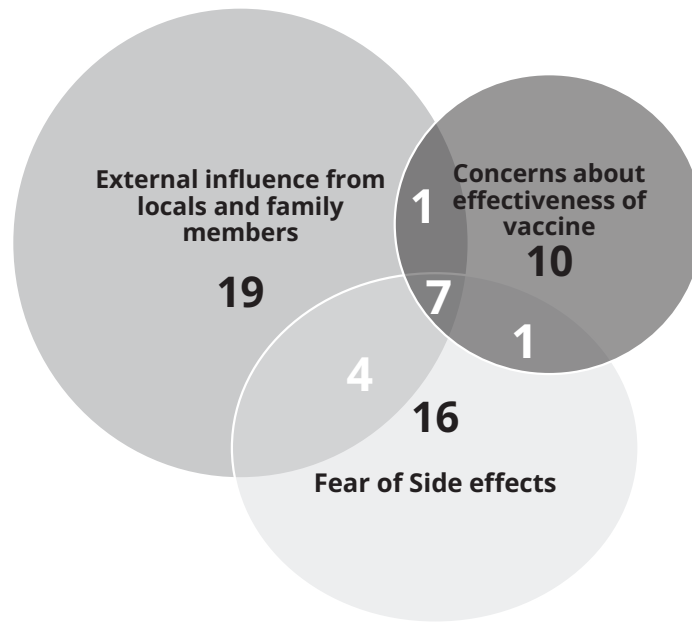 External influence from
locals and family
members
19
1
Concerns about
effectiveness of
vaccine
10
7
1
4
16
Fear of Side effects